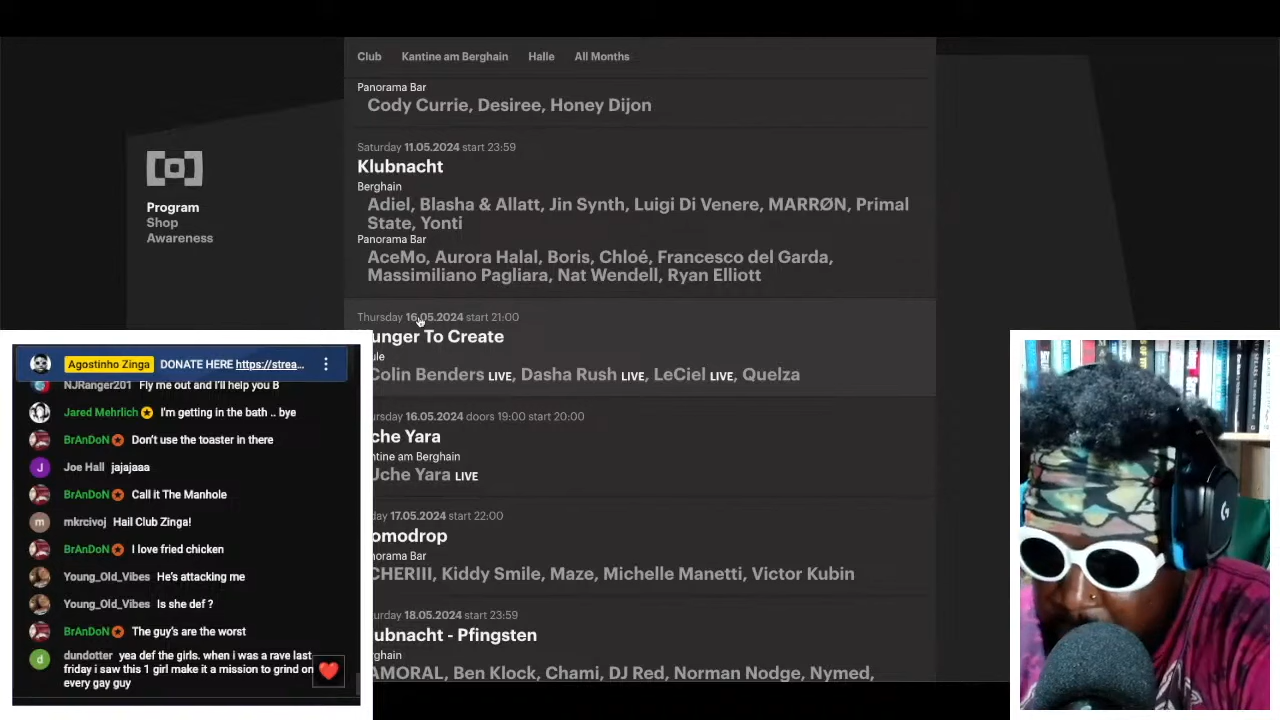 Club Kantine am Berghain Halle All Months
Panorama Bar
Cody Currie, Desiree, Honey Dijon
Saturday 11.05.2024 start 23:59
Klubnacht
Berghain
Adiel, Blasha & Allatt, Jin Synth, Luigi Di Venere, MARRØN, Primal
State, Yonti
Panorama Bar
AceMo, Aurora Halal, Boris, Chloé, Francesco del Garda,
Massimiliano Pagliara, Nat Wendell, Ryan Elliott
Thursday 16.05.2024 start 21:00
unger To Create
ule
Colin Benders LIVE, Dasha Rush LIVE, LeCiel LIVE, Quelza
ursday 16.05.2024 doors 19:00 start 20:00
che Yara
ntine am Berghain
Uche Yara LIVE
day 17.05.2024 start 22:00
omodrop
norama Bar
CHERIII, Kiddy Smile, Maze, Michelle Manetti, Victor Kubin
urday 18.05.2024 start 23:59
ubnacht - Pfingsten
rghain
AMORAL, Ben Klock, Chami, DJ Red, Norman Nodge, Nymed,
Program
Shop
Awareness
Agostinho Zinga DONATE HERE https://strea...
NJRanger201 Fly me out and I'll help you B
Jared Mehrlich I'm getting in the bath .. bye
BrAnDoN Don't use the toaster in there
Joe Hall jajajaaa
BrAnDoN Call it The Manhole
mkrcivoj Hail Club Zinga!
BrAnDoN I love fried chicken
Young_Old_Vibes He's attacking me
Young_Old_Vibes Is she def ?
BrAnDoN The guy's are the worst
dundotter yea def the girls. when i was a rave last
friday i saw this 1 girl make it a mission to grind on
every gay guy